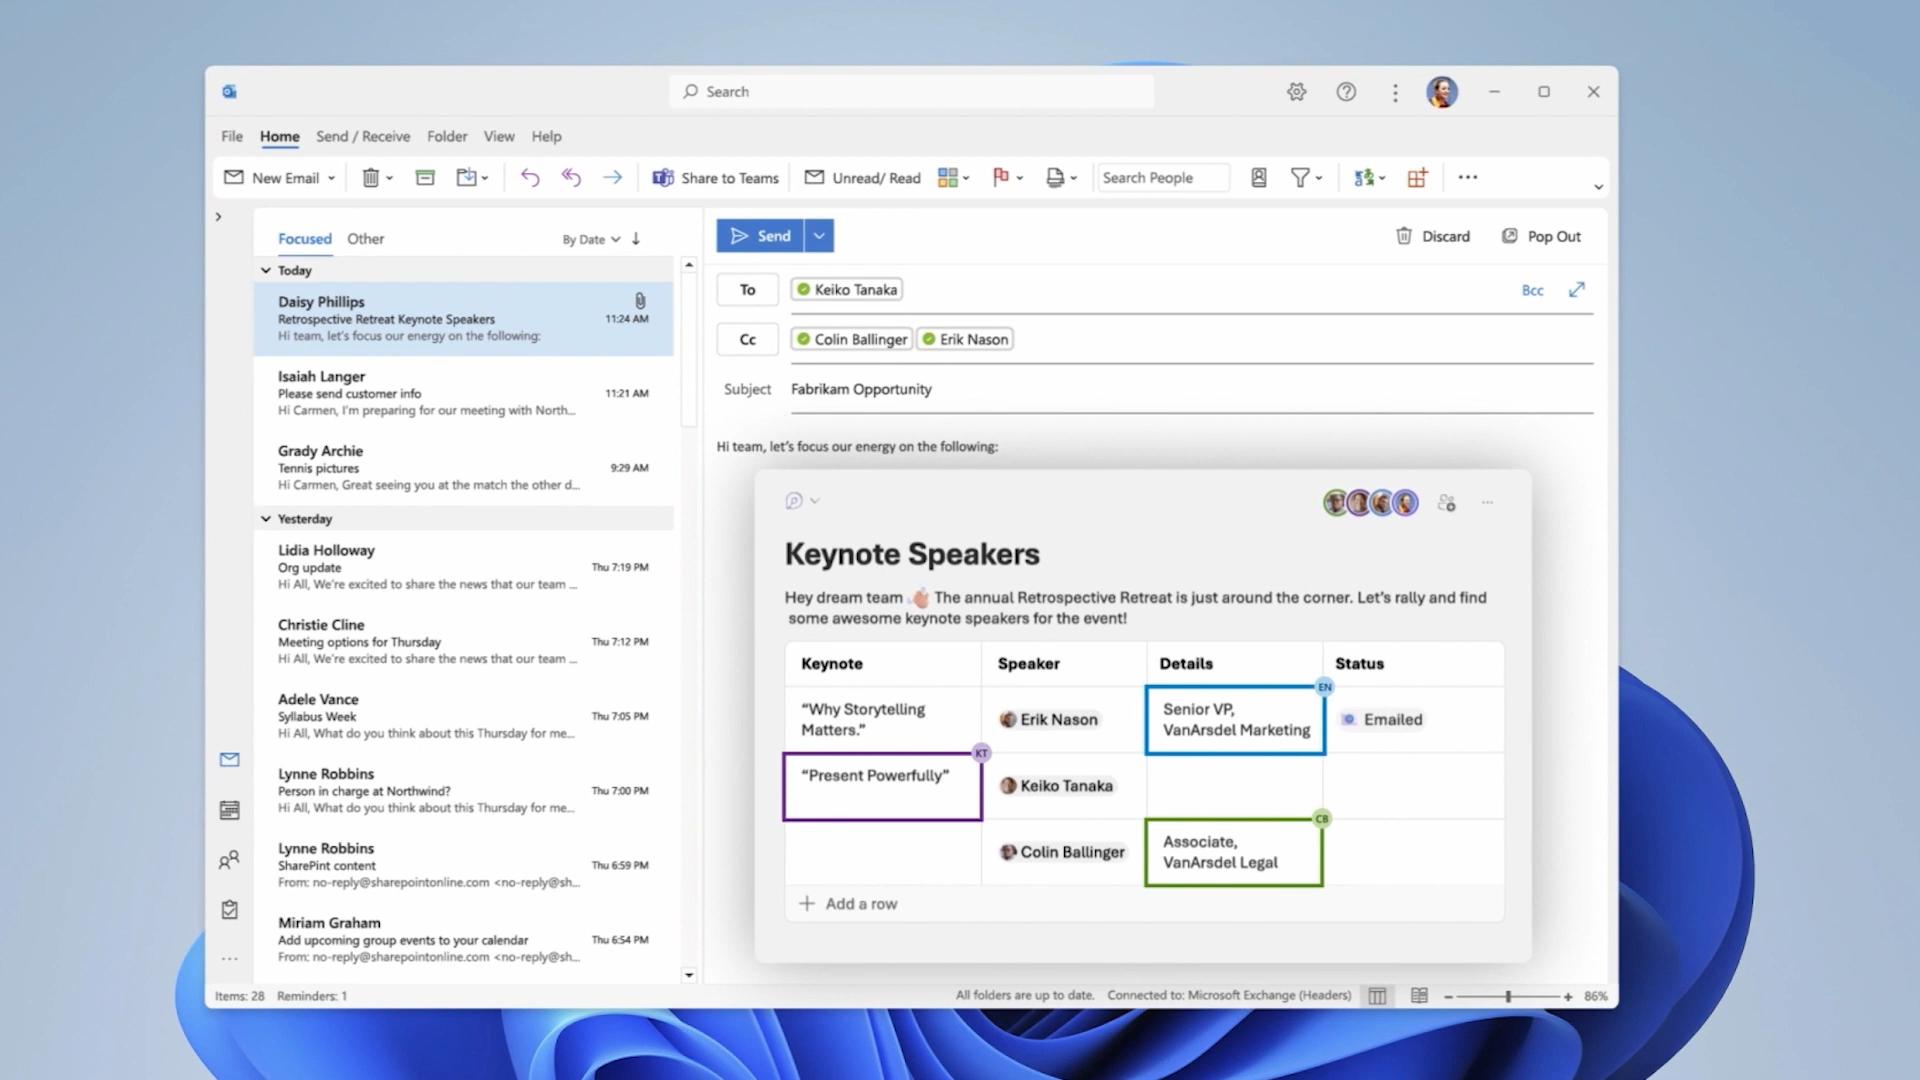 Search
File Home Send / Receive Folder View Help
New Email Share to Teams Unread/ Read Search People
Focused Other By Date
Today
Daisy Phillips
Retrospective Retreat Keynote Speakers 11:24 AM
Hi team, let's focus our energy on the following:
Isaiah Langer
Please send customer info 11:21 AM
Hi Carmen, I'm preparing for our meeting with North...
Grady Archie
Tennis pictures 9:29 AM
Hi Carmen, Great seeing you at the match the other d...
Yesterday
Lidia Holloway
Org update Thu 7:19 PM
Hi All, We're excited to share the news that our team ...
Christie Cline
Meeting options for Thursday Thu 7:12 PM
Hi All, We're excited to share the news that our team ...
Adele Vance
Syllabus Week Thu 7:05 PM
Hi All, What do you think about this Thursday for me...
Lynne Robbins
Person in charge at Northwind? Thu 7:00 PM
Hi All, What do you think about this Thursday for me...
Lynne Robbins
SharePint content Thu 6:59 PM
From: no-reply@sharepointonline.com <no-reply@sh...
Miriam Graham
Add upcoming group events to your calendar Thu 6:54 PM
From: no-reply@sharepointonline.com <no-reply@sh...
Send Discard Pop Out
To Keiko Tanaka Bcc
Cc Colin Ballinger Erik Nason
Subject Fabrikam Opportunity
Hi team, let's focus our energy on the following:
Keynote Speakers
Hey dream team 👋 The annual Retrospective Retreat is just around the corner. Let's rally and find
some awesome keynote speakers for the event!
Keynote Speaker Details Status
EN
"Why Storytelling
Matters."
Erik Nason
Senior VP,
VanArsdel Marketing
Emailed
KT
"Present Powerfully"
Keiko Tanaka
CB
Colin Ballinger
Associate,
VanArsdel Legal
Add a row
Items: 28 Reminders: 1 All folders are up to date. Connected to: Microsoft Exchange (Headers) 86%